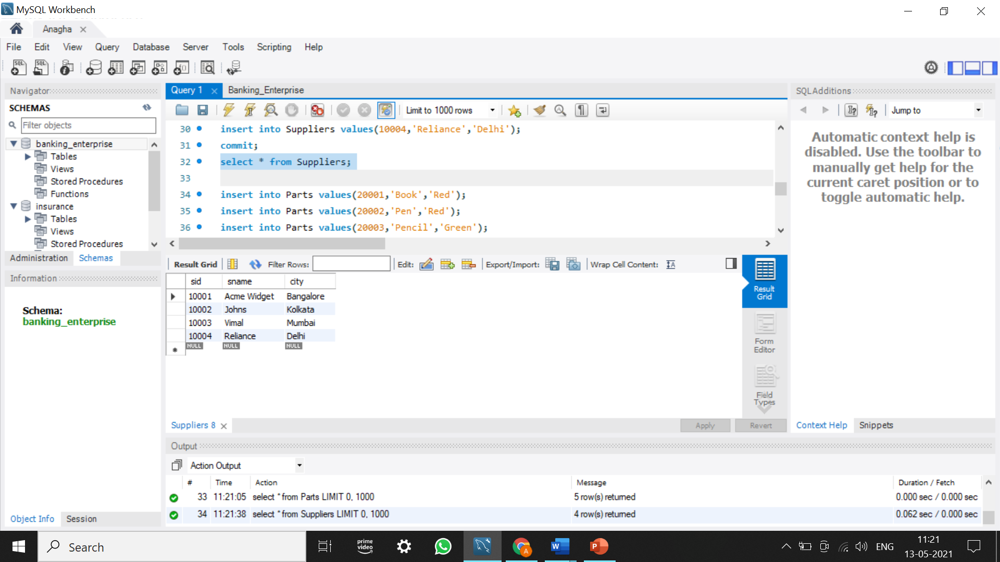 MySQL Workbench
Anagha
File Edit View Query Database Server Tools Scripting Help
Navigator
SCHEMAS
Filter objects
banking_enterprise
Tables
Views
Stored Procedures
Functions
insurance
Tables
Views
Stored Procedures
Administration Schemas
Information
Schema:
banking_enterprise
Object Info Session
Query 1 Banking_Enterprise
Limit to 1000 rows
30 insert into Suppliers values(10004,'Reliance','Delhi');
31 commit;
32 select * from Suppliers;
33
34 insert into Parts values(20001,'Book','Red');
35 insert into Parts values(20002,'Pen','Red');
36 insert into Parts values(20003,'Pencil','Green');
Result Grid Filter Rows: Edit: Export/Import: Wrap Cell Content:
sid sname city
10001 Acme Widget Bangalore
10002 Johns Kolkata
10003 Vimal Mumbai
10004 Reliance Delhi
NULL NULL NULL
Result
Grid
Form
Editor
Field
Types
Suppliers 8 Apply Revert
SQLAdditions
Jump to
Automatic context help is
disabled. Use the toolbar to
manually get help for the
current caret position or to
toggle automatic help.
Context Help Snippets
Output
Action Output
# Time Action Message Duration / Fetch
33 11:21:05 select * from Parts LIMIT 0, 1000 5 row(s) returned 0.000 sec / 0.000 sec
34 11:21:38 select * from Suppliers LIMIT 0, 1000 4 row(s) returned 0.062 sec / 0.000 sec
Search
prime
video
A
W
P
ENG
11:21
13-05-2021